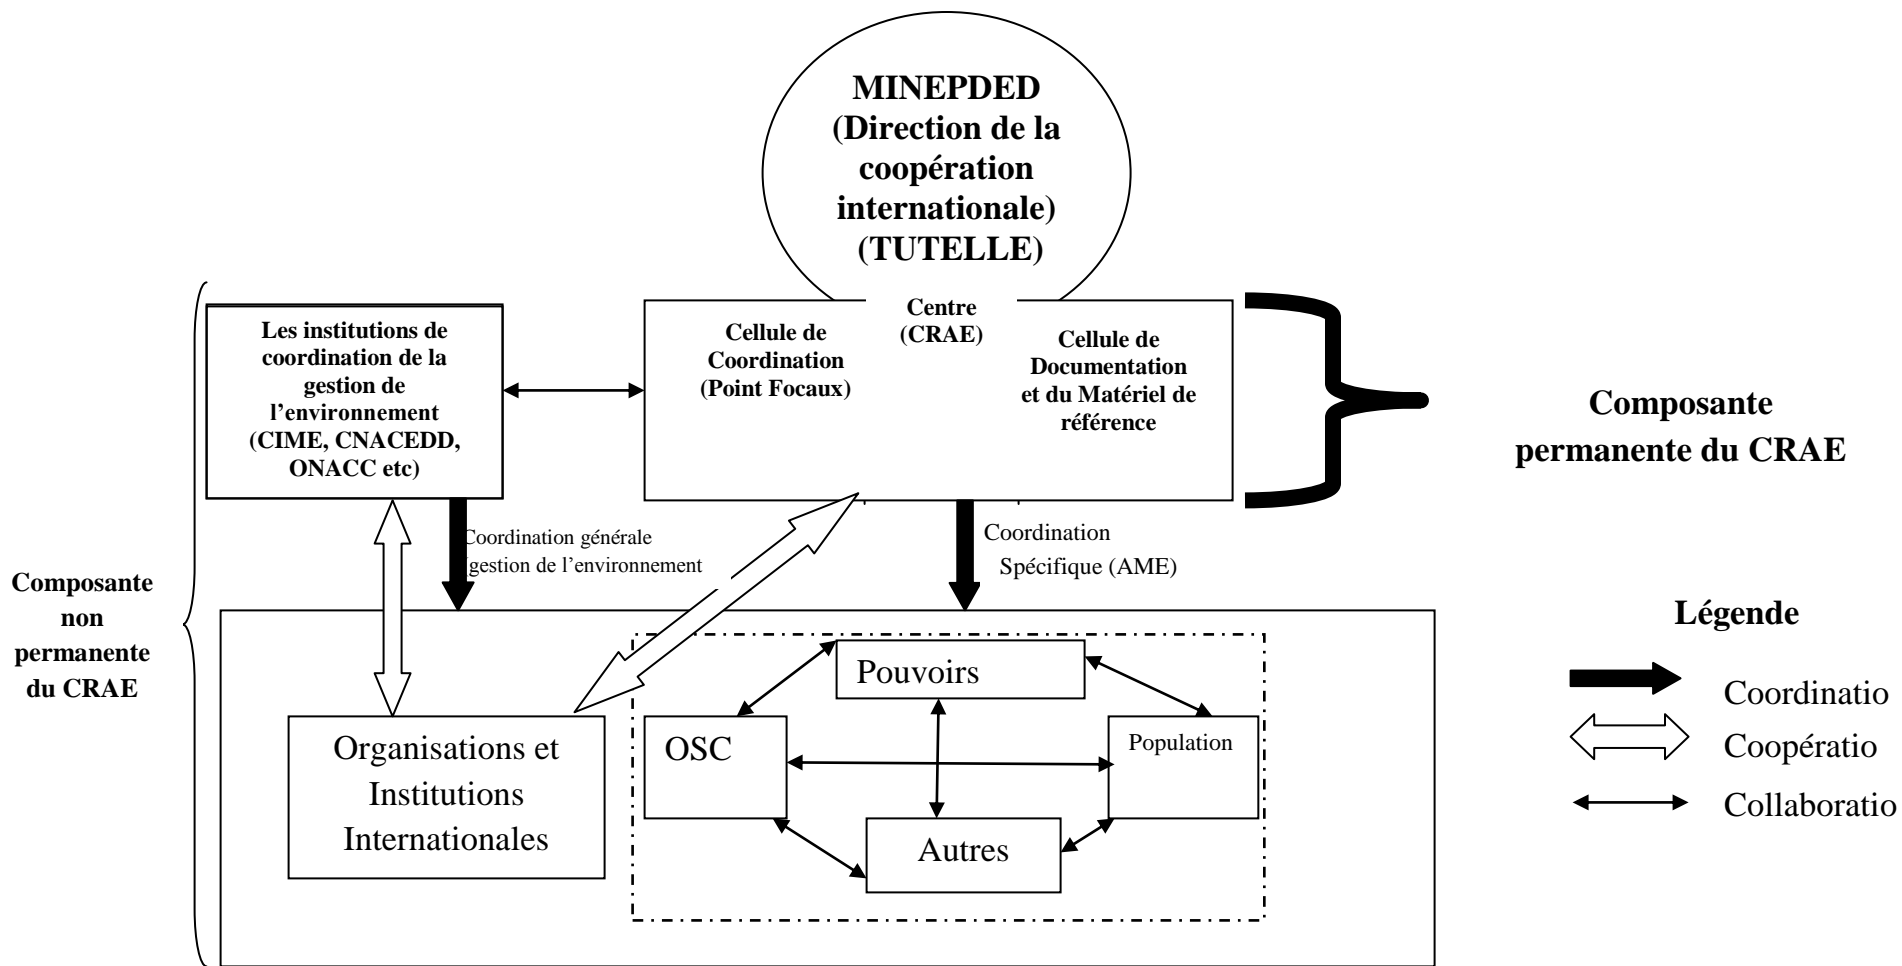 MINEPDED
(Direction de la
coopération
internationale)
(TUTELLE)
Les institutions de
coordination de la
gestion de
l’environnement
(CIME, CNACEDD,
ONACC etc)
Cellule de
Coordination
(Point Focaux)
Centre
(CRAE)
Cellule de
Documentation
et du Matériel de
référence
Composante
permanente du CRAE
Coordination générale
gestion de l’environnement
Coordination
Spécifique (AME)
Composante
non
permanente
du CRAE
Organisations et
Institutions
Internationales
Pouvoirs
OSC
Population
Autres
Légende
Coordinatio
Coopératio
Collaboratio